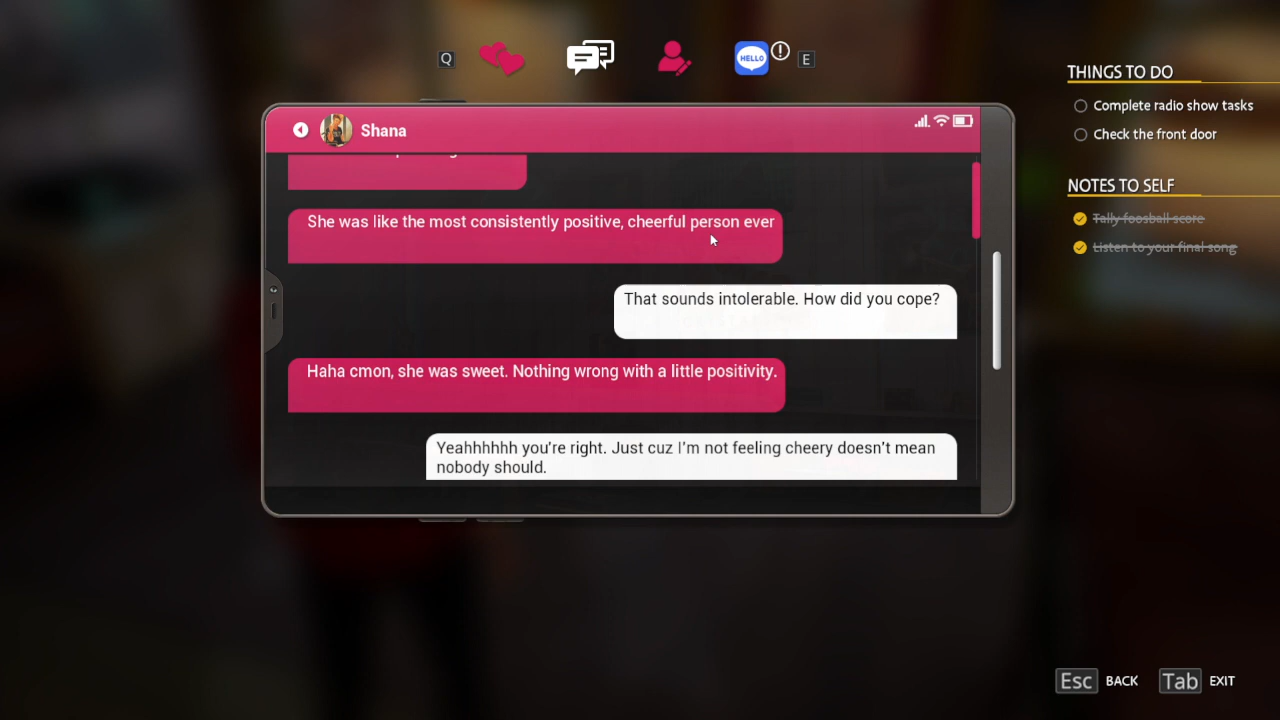 Q
HELLO
E
THINGS TO DO
Complete radio show tasks
Check the front door
NOTES TO SELF
Tally foosball score
Listen to your final song
Shana
She was like the most consistently positive, cheerful person ever
That sounds intolerable. How did you cope?
Haha cmon, she was sweet. Nothing wrong with a little positivity.
Yeahhhhhh you're right. Just cuz I'm not feeling cheery doesn't mean
nobody should.
Esc BACK Tab EXIT